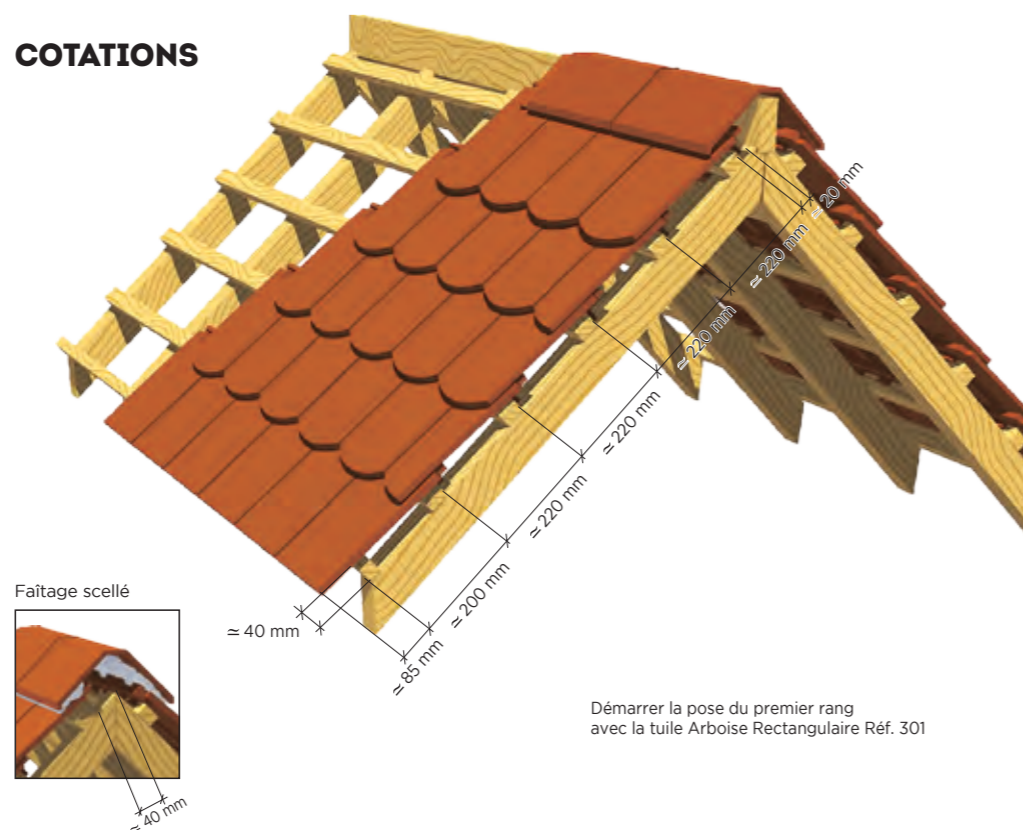 COTATIONS
≃ 20 mm
≃ 220 mm
≃ 220 mm
≃ 220 mm
≃ 220 mm
≃ 200 mm
≃ 85 mm
≃ 40 mm
Faîtage scellé
≃ 40 mm
Démarrer la pose du premier rang
avec la tuile Arboise Rectangulaire Réf. 301